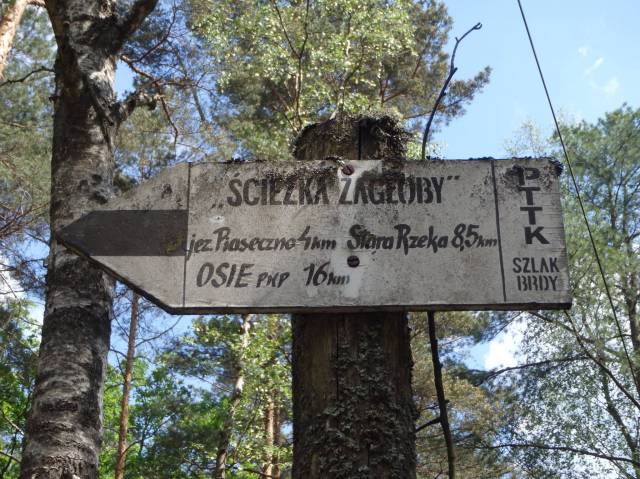 „ŚCIEŻKA ZAGŁOBY"
jez. Piaseczno 4 km Stara Rzeka 8,5 km
OSIE PKP 16 km
PTTK
SZLAK
BRDY